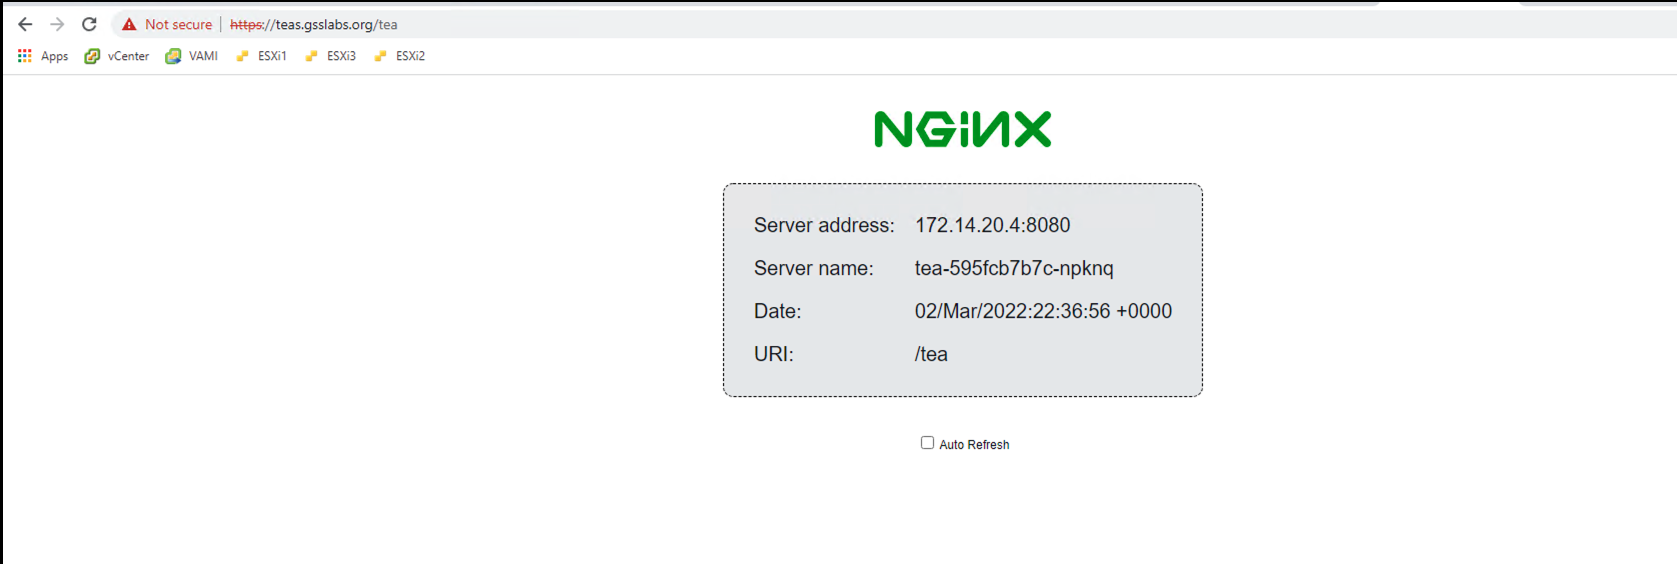 Not secure | https://teas.gsslabs.org/tea
Apps vCenter VAMI ESXi1 ESXi3 ESXi2
NGINX
Server address: 172.14.20.4:8080
Server name: tea-595fcb7b7c-npknq
Date: 02/Mar/2022:22:36:56 +0000
URI: /tea
Auto Refresh